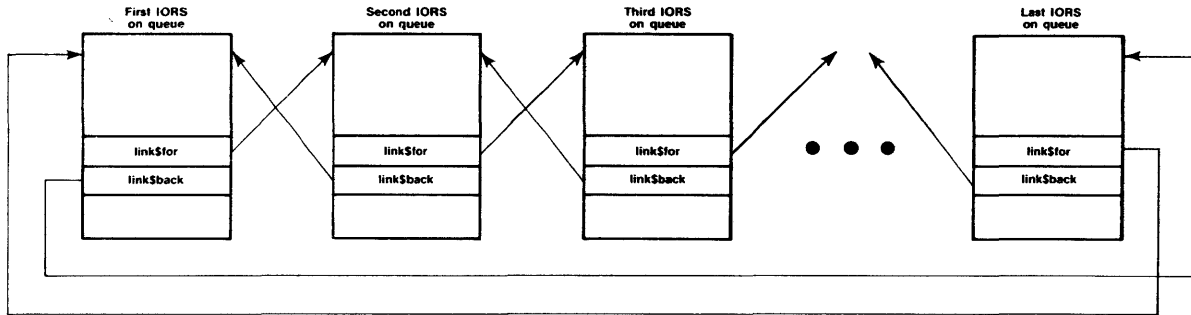 First IORS
on queue
Second IORS
on queue
Third IORS
on queue
Last IORS
on queue
link$for
link$for
link$for
link$for
link$back
link$back
link$back
link$back